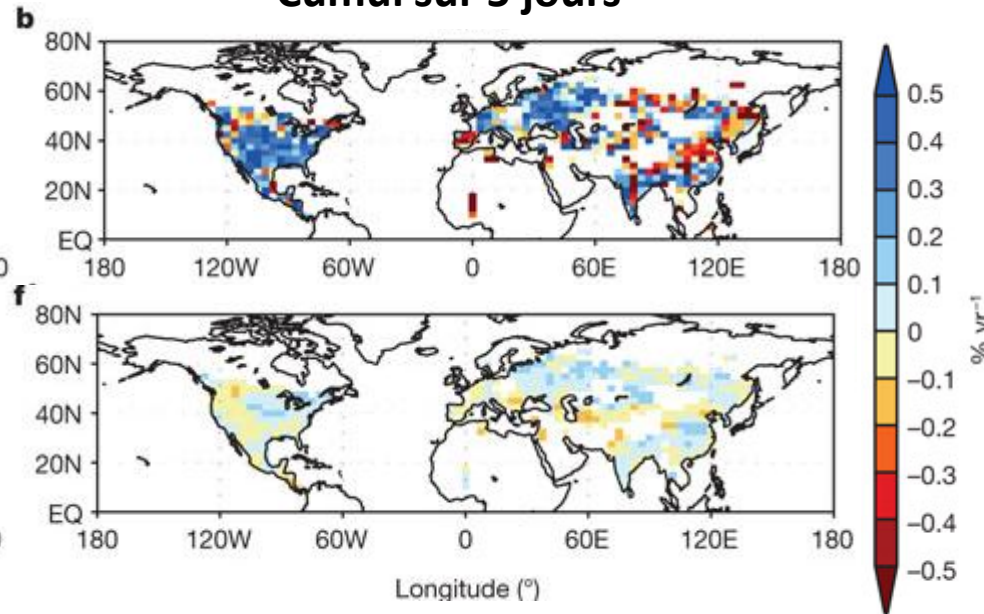 Cumul sur 5 jours
b
80N
60N
40N
20N
EQ
180 120W 60W 0 60E 120E 180
f
80N
60N
40N
20N
EQ
180 120W 60W 0 60E 120E 180
Longitude (°)
0.5
0.4
0.3
0.2
0.1
0
–0.1
–0.2
–0.3
–0.4
–0.5
% yr⁻¹